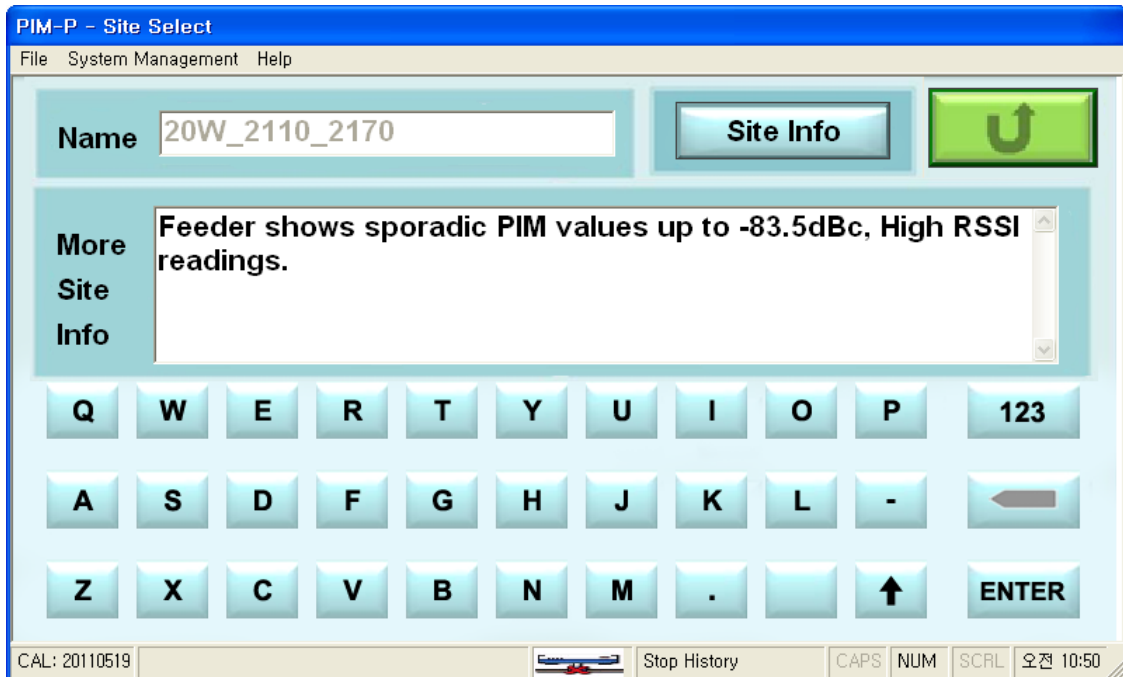 PIM-P - Site Select
File System Management Help
Name 20W_2110_2170 Site Info
More Site Info
Feeder shows sporadic PIM values up to -83.5dBc, High RSSI
readings.
Q W E R T Y U I O P 123
A S D F G H J K L -
Z X C V B N M . ENTER
CAL: 20110519 Stop History CAPS NUM SCRL 오전 10:50